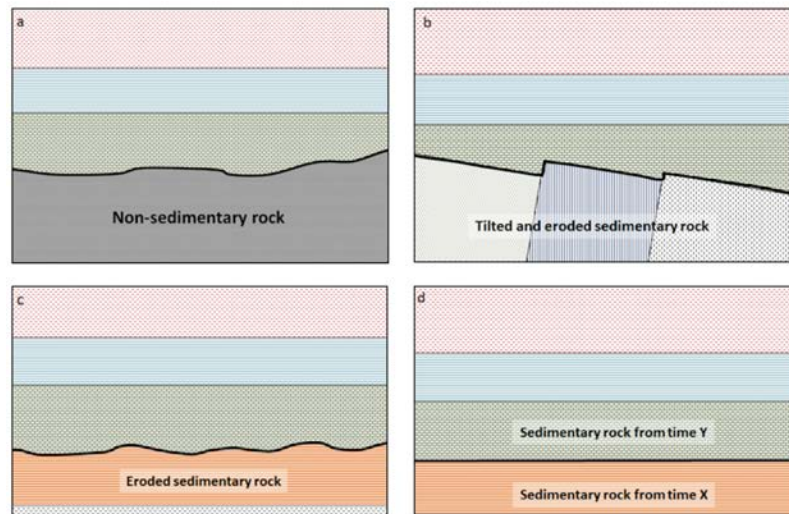 a
Non-sedimentary rock
b
Tilted and eroded sedimentary rock
c
Eroded sedimentary rock
d
Sedimentary rock from time Y
Sedimentary rock from time X